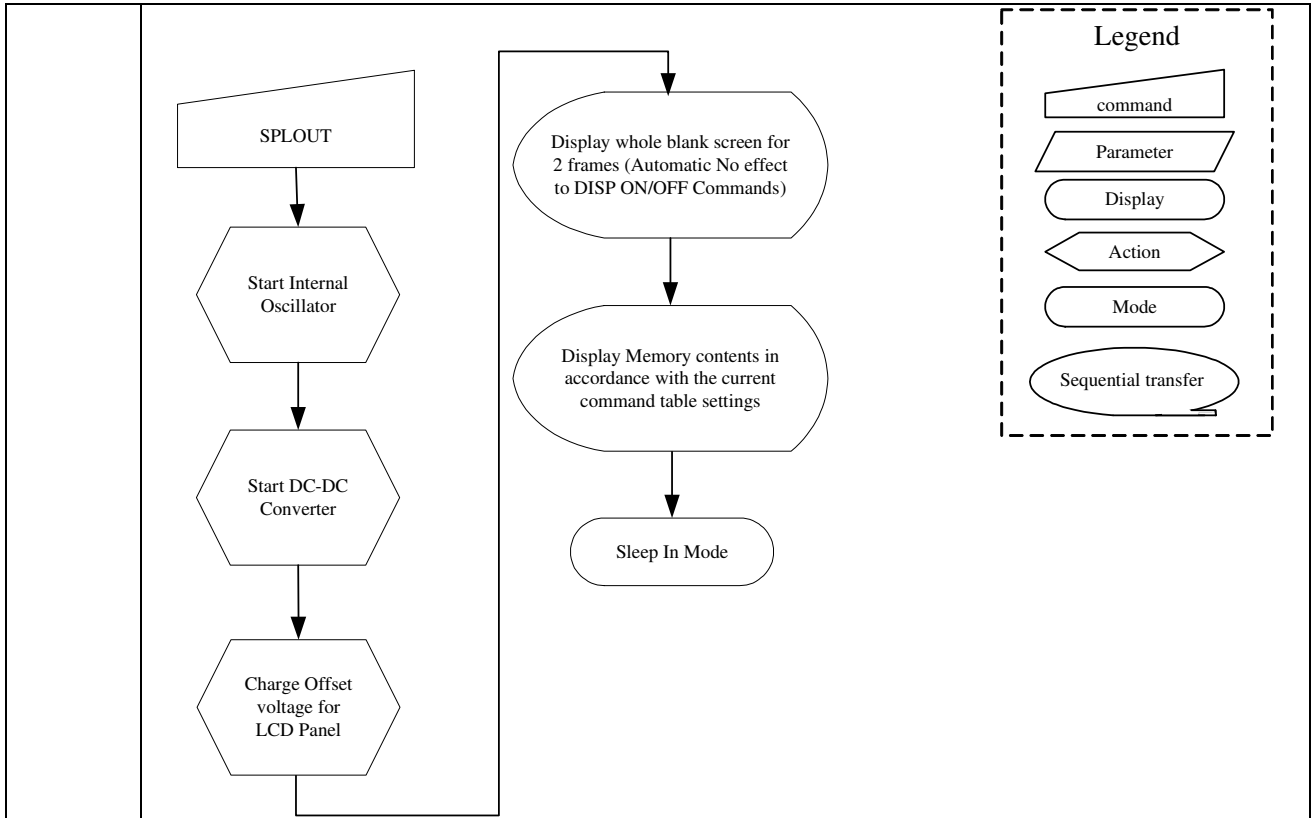 SPLOUT
Start Internal
Oscillator
Start DC-DC
Converter
Charge Offset
voltage for
LCD Panel
Display whole blank screen for
2 frames (Automatic No effect
to DISP ON/OFF Commands)
Display Memory contents in
accordance with the current
command table settings
Sleep In Mode
Legend
command
Parameter
Display
Action
Mode
Sequential transfer